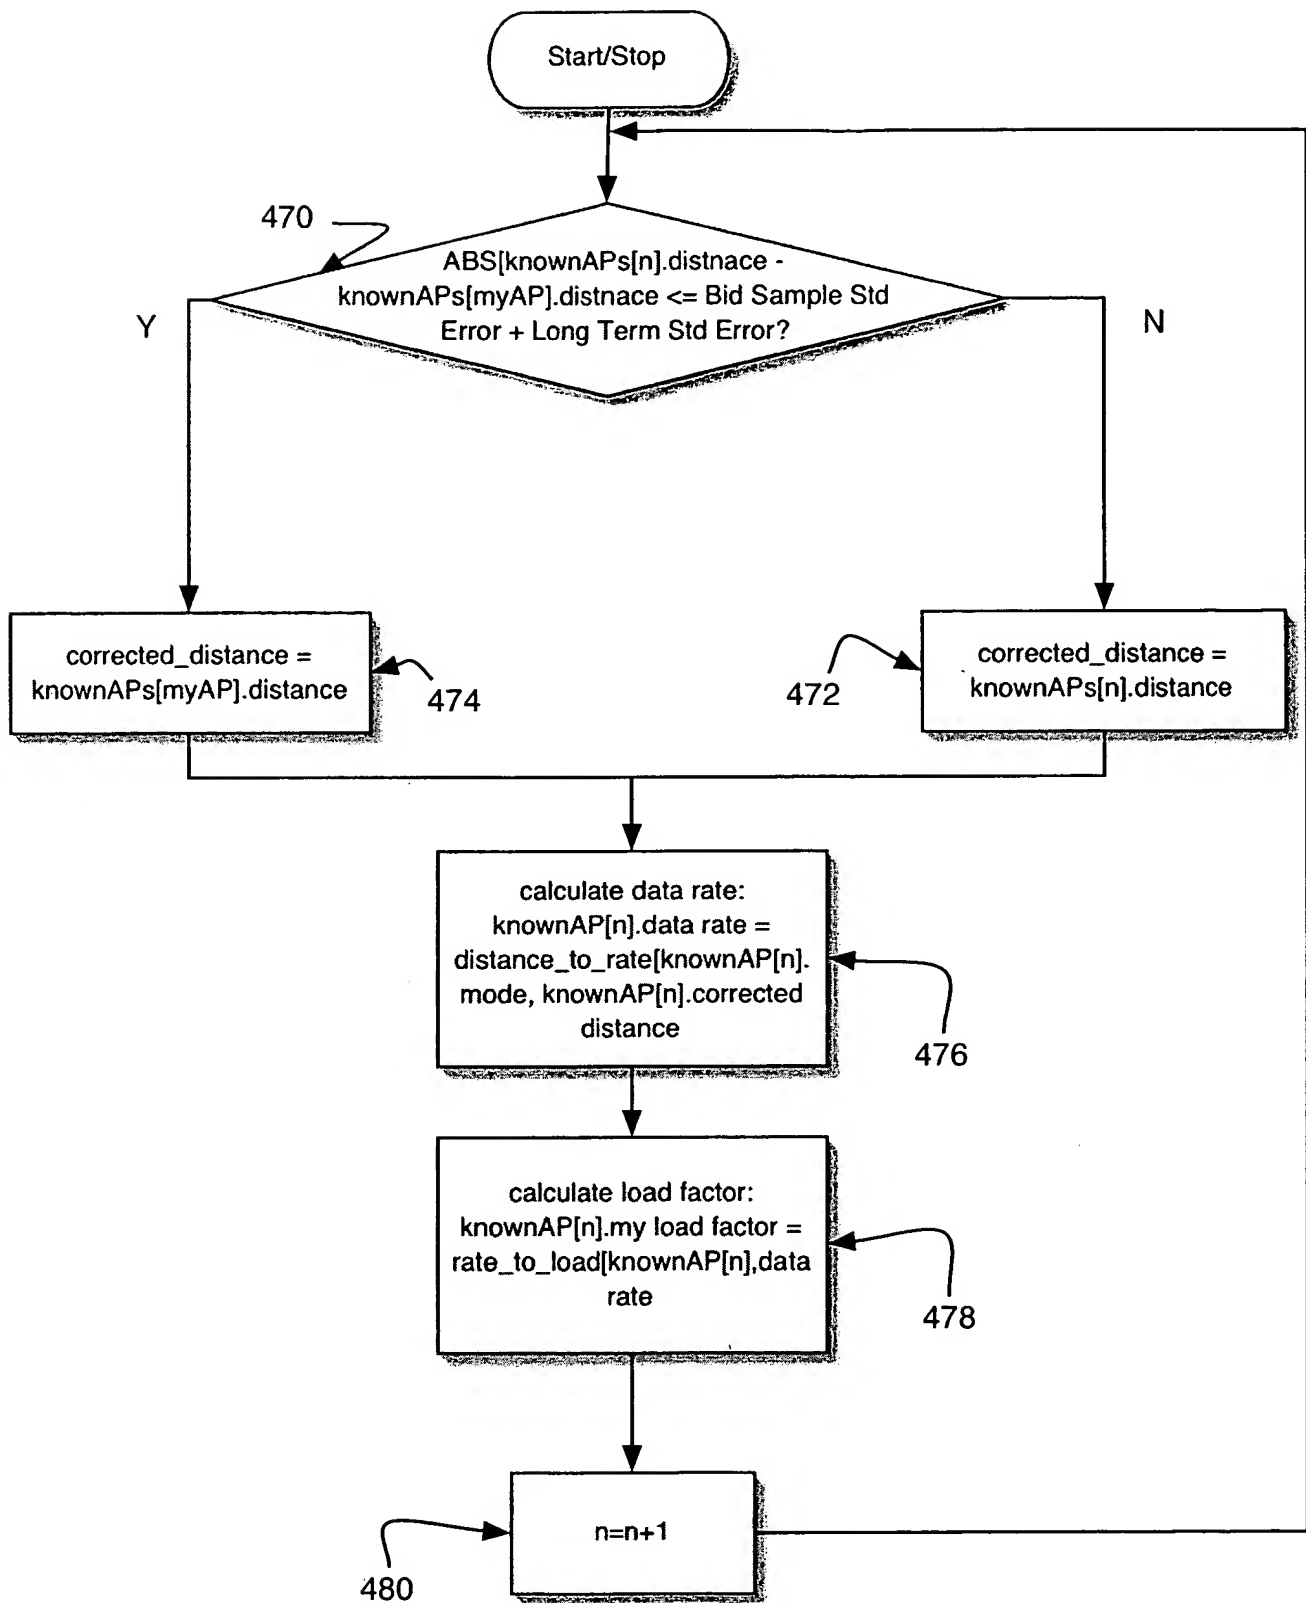 Start/Stop
470
ABS[knownAPs[n].distnace -
knownAPs[myAP].distnace <= Bid Sample Std
Error + Long Term Std Error?
Y
N
corrected_distance =
knownAPs[myAP].distance
474
472
corrected_distance =
knownAPs[n].distance
calculate data rate:
knownAP[n].data rate =
distance_to_rate[knownAP[n].
mode, knownAP[n].corrected
distance
476
calculate load factor:
knownAP[n].my load factor =
rate_to_load[knownAP[n],data
rate
478
n=n+1
480